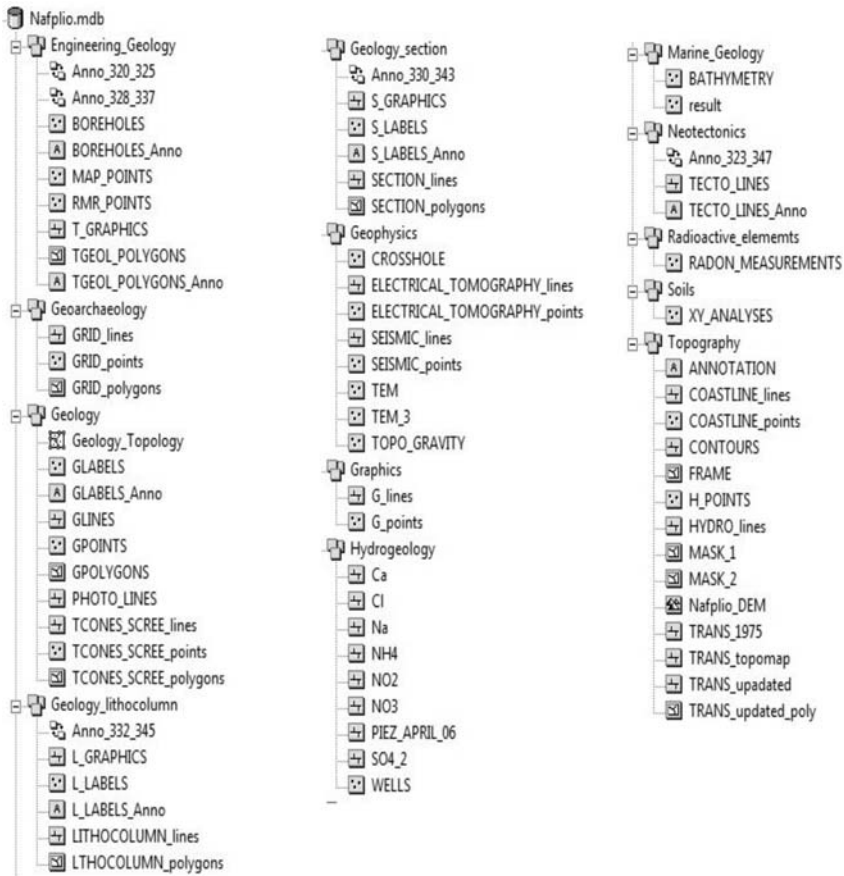 Nafplio.mdb
Engineering_Geology
Anno_320_325
Anno_328_337
BOREHOLES
BOREHOLES_Anno
MAP_POINTS
RMR_POINTS
T_GRAPHICS
TGEOL_POLYGONS
TGEOL_POLYGONS_Anno
Geoarchaeology
GRID_lines
GRID_points
GRID_polygons
Geology
Geology_Topology
GLABELS
GLABELS_Anno
GLINES
GPOINTS
GPOLYGONS
PHOTO_LINES
TCONES_SCREE_lines
TCONES_SCREE_points
TCONES_SCREE_polygons
Geology_lithocolumn
Anno_332_345
L_GRAPHICS
L_LABELS
L_LABELS_Anno
LITHOCOLUMN_lines
LTHOCOLUMN_polygons
Geology_section
Anno_330_343
S_GRAPHICS
S_LABELS
S_LABELS_Anno
SECTION_lines
SECTION_polygons
Geophysics
CROSSHOLE
ELECTRICAL_TOMOGRAPHY_lines
ELECTRICAL_TOMOGRAPHY_points
SEISMIC_lines
SEISMIC_points
TEM
TEM_3
TOPO_GRAVITY
Graphics
G_lines
G_points
Hydrogeology
Ca
Cl
Na
NH4
NO2
NO3
PIEZ_APRIL_06
SO4_2
WELLS
Marine_Geology
BATHYMETRY
result
Neotectonics
Anno_323_347
TECTO_LINES
TECTO_LINES_Anno
Radioactive_elememts
RADON_MEASUREMENTS
Soils
XY_ANALYSES
Topography
ANNOTATION
COASTLINE_lines
COASTLINE_points
CONTOURS
FRAME
H_POINTS
HYDRO_lines
MASK_1
MASK_2
Nafplio_DEM
TRANS_1975
TRANS_topomap
TRANS_upadated
TRANS_updated_poly